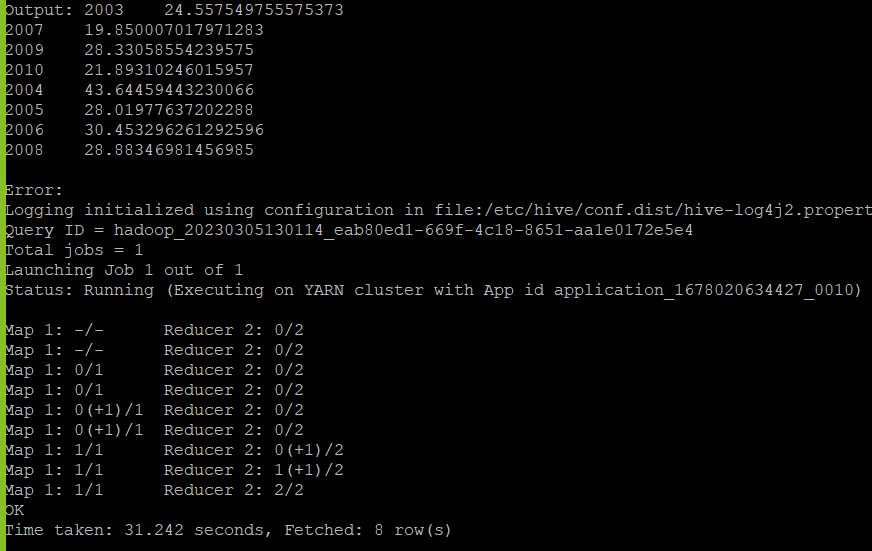 Output: 2003    24.557549755575373
2007    19.850007017971283
2009    28.33058554239575
2010    21.89310246015957
2004    43.64459443230066
2005    28.01977637202288
2006    30.453296261292596
2008    28.88346981456985
Error:
Logging initialized using configuration in file:/etc/hive/conf.dist/hive-log4j2.propert
Query ID = hadoop_20230305130114_eab80ed1-669f-4c18-8651-aa1e0172e5e4
Total jobs = 1
Launching Job 1 out of 1
Status: Running (Executing on YARN cluster with App id application_1678020634427_0010)
Map 1: -/-      Reducer 2: 0/2
Map 1: -/-      Reducer 2: 0/2
Map 1: 0/1      Reducer 2: 0/2
Map 1: 0/1      Reducer 2: 0/2
Map 1: 0(+1)/1  Reducer 2: 0/2
Map 1: 0(+1)/1  Reducer 2: 0/2
Map 1: 1/1      Reducer 2: 0(+1)/2
Map 1: 1/1      Reducer 2: 1(+1)/2
Map 1: 1/1      Reducer 2: 2/2
OK
Time taken: 31.242 seconds, Fetched: 8 row(s)